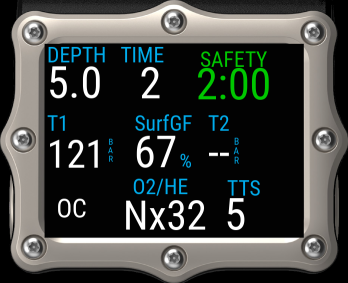 DEPTH TIME SAFETY
5.0 2 2:00
T1 SurfGF T2
121 BAR 67% -- BAR
O2/HE TTS
OC Nx32 5